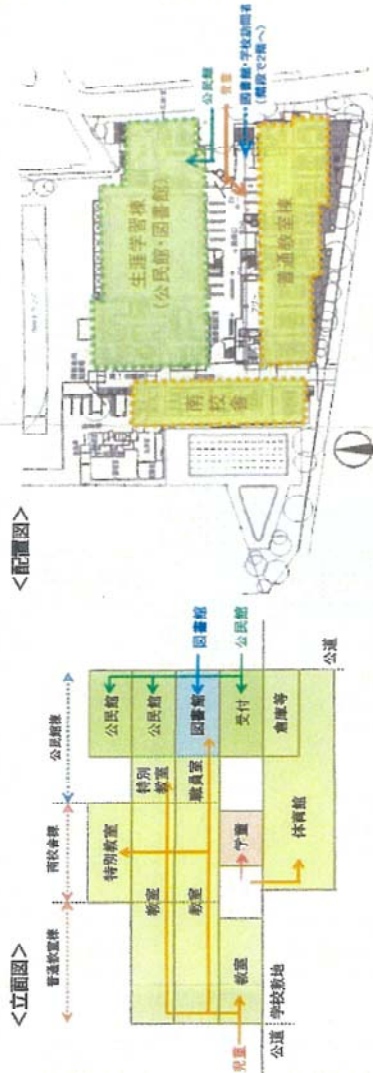 <立面図>
普通教室棟
南校舎棟
公民館棟
特別教室
公民館
教室
特別
教室
公民館
教室
職員室
図書館
図書館
児童
教室
学童
受付
公民館
公道
学校敷地
体育館
倉庫等
公道
<配置図>
生涯学習棟
(公民館・図書館)
南校舎
普通教室棟
公民館
児童
図書館・学校訪問者
(階段で2階へ)